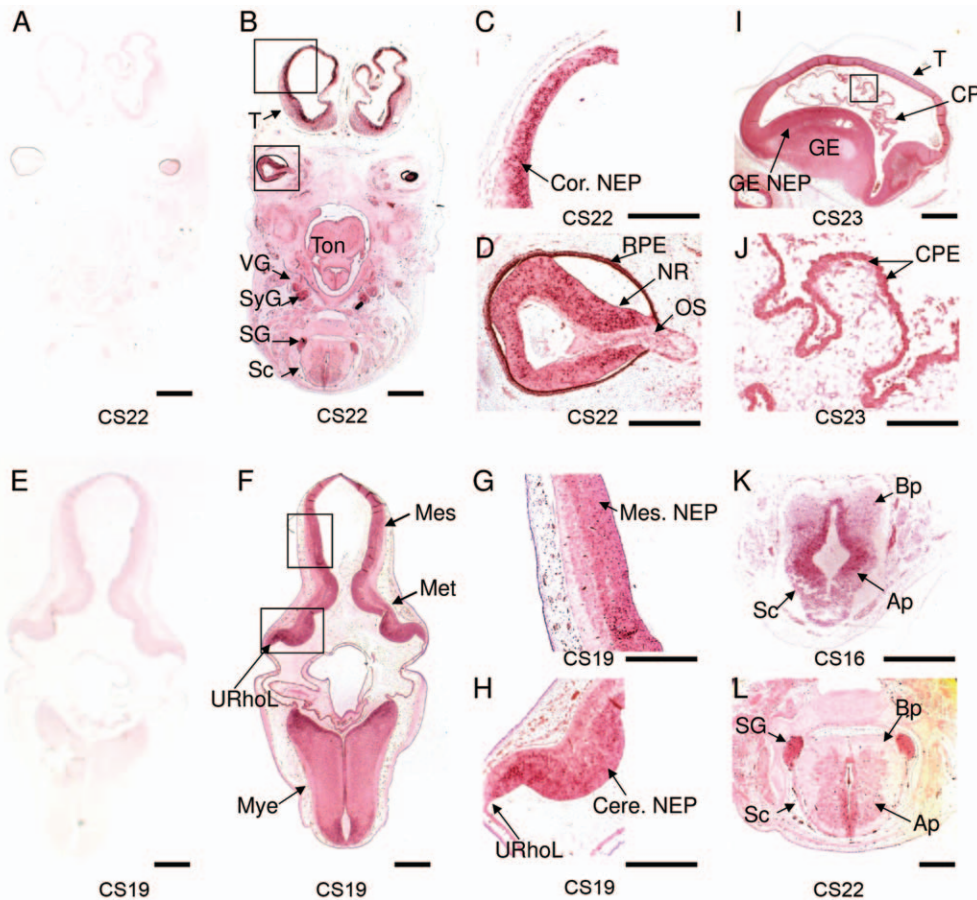 A
CS22
B
T
Ton
VG
SyG
SG
Sc
CS22
C
Cor. NEP
CS22
D
RPE
NR
OS
CS22
I
T
CP
GE
GE NEP
CS23
J
CPE
CS23
E
CS19
F
Mes
Met
URhoL
Mye
CS19
G
Mes. NEP
CS19
H
Cere. NEP
URhoL
CS19
K
Bp
Sc
Ap
CS16
L
SG
Bp
Sc
Ap
CS22